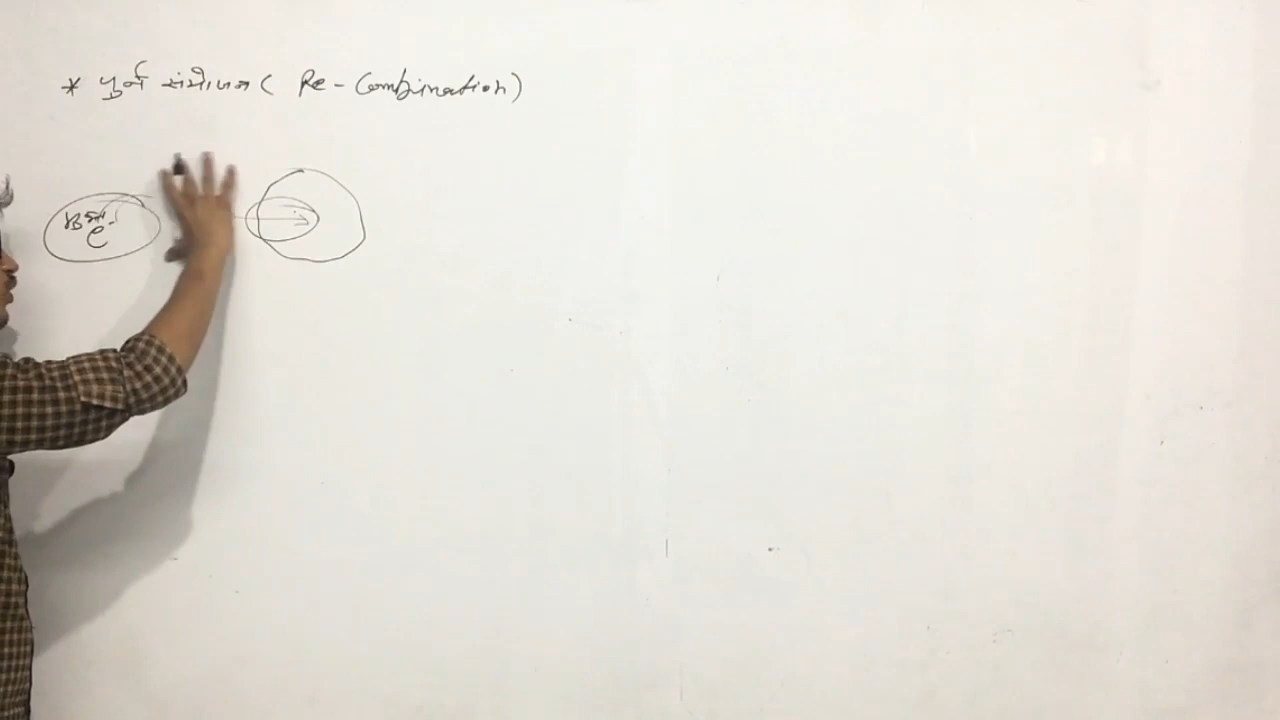 * पुर्न संयोजन ( Re-Combination)
e